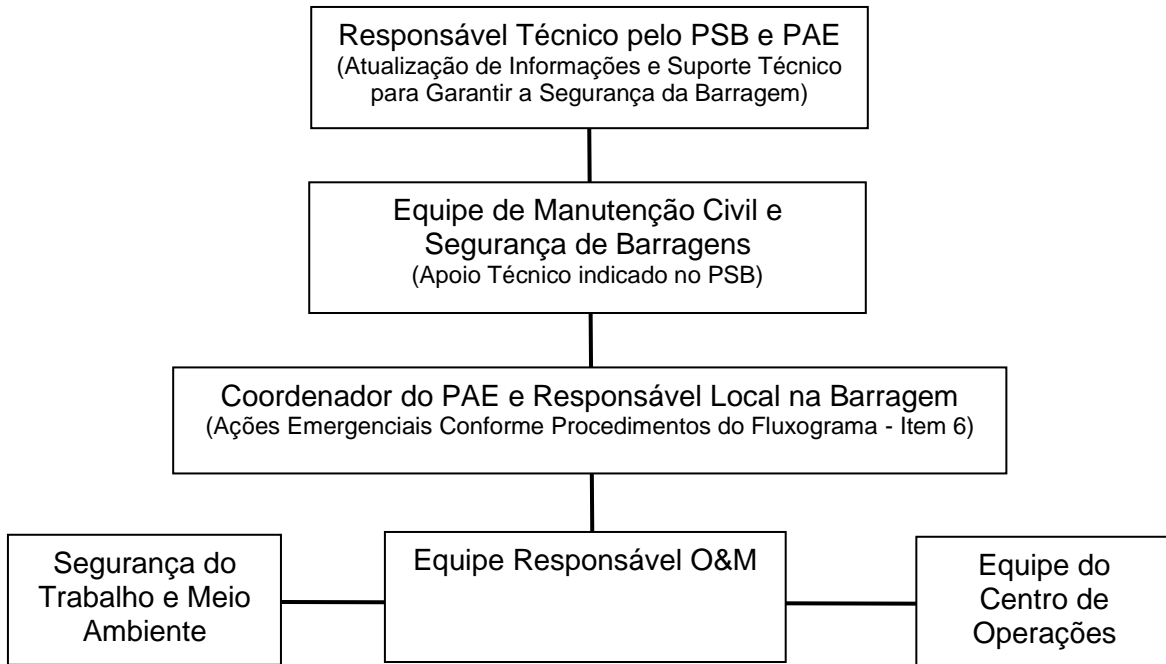 Responsável Técnico pelo PSB e PAE
(Atualização de Informações e Suporte Técnico
para Garantir a Segurança da Barragem)
Equipe de Manutenção Civil e
Segurança de Barragens
(Apoio Técnico indicado no PSB)
Coordenador do PAE e Responsável Local na Barragem
(Ações Emergenciais Conforme Procedimentos do Fluxograma - Item 6)
Segurança do
Trabalho e Meio
Ambiente
Equipe Responsável O&M
Equipe do
Centro de
Operações